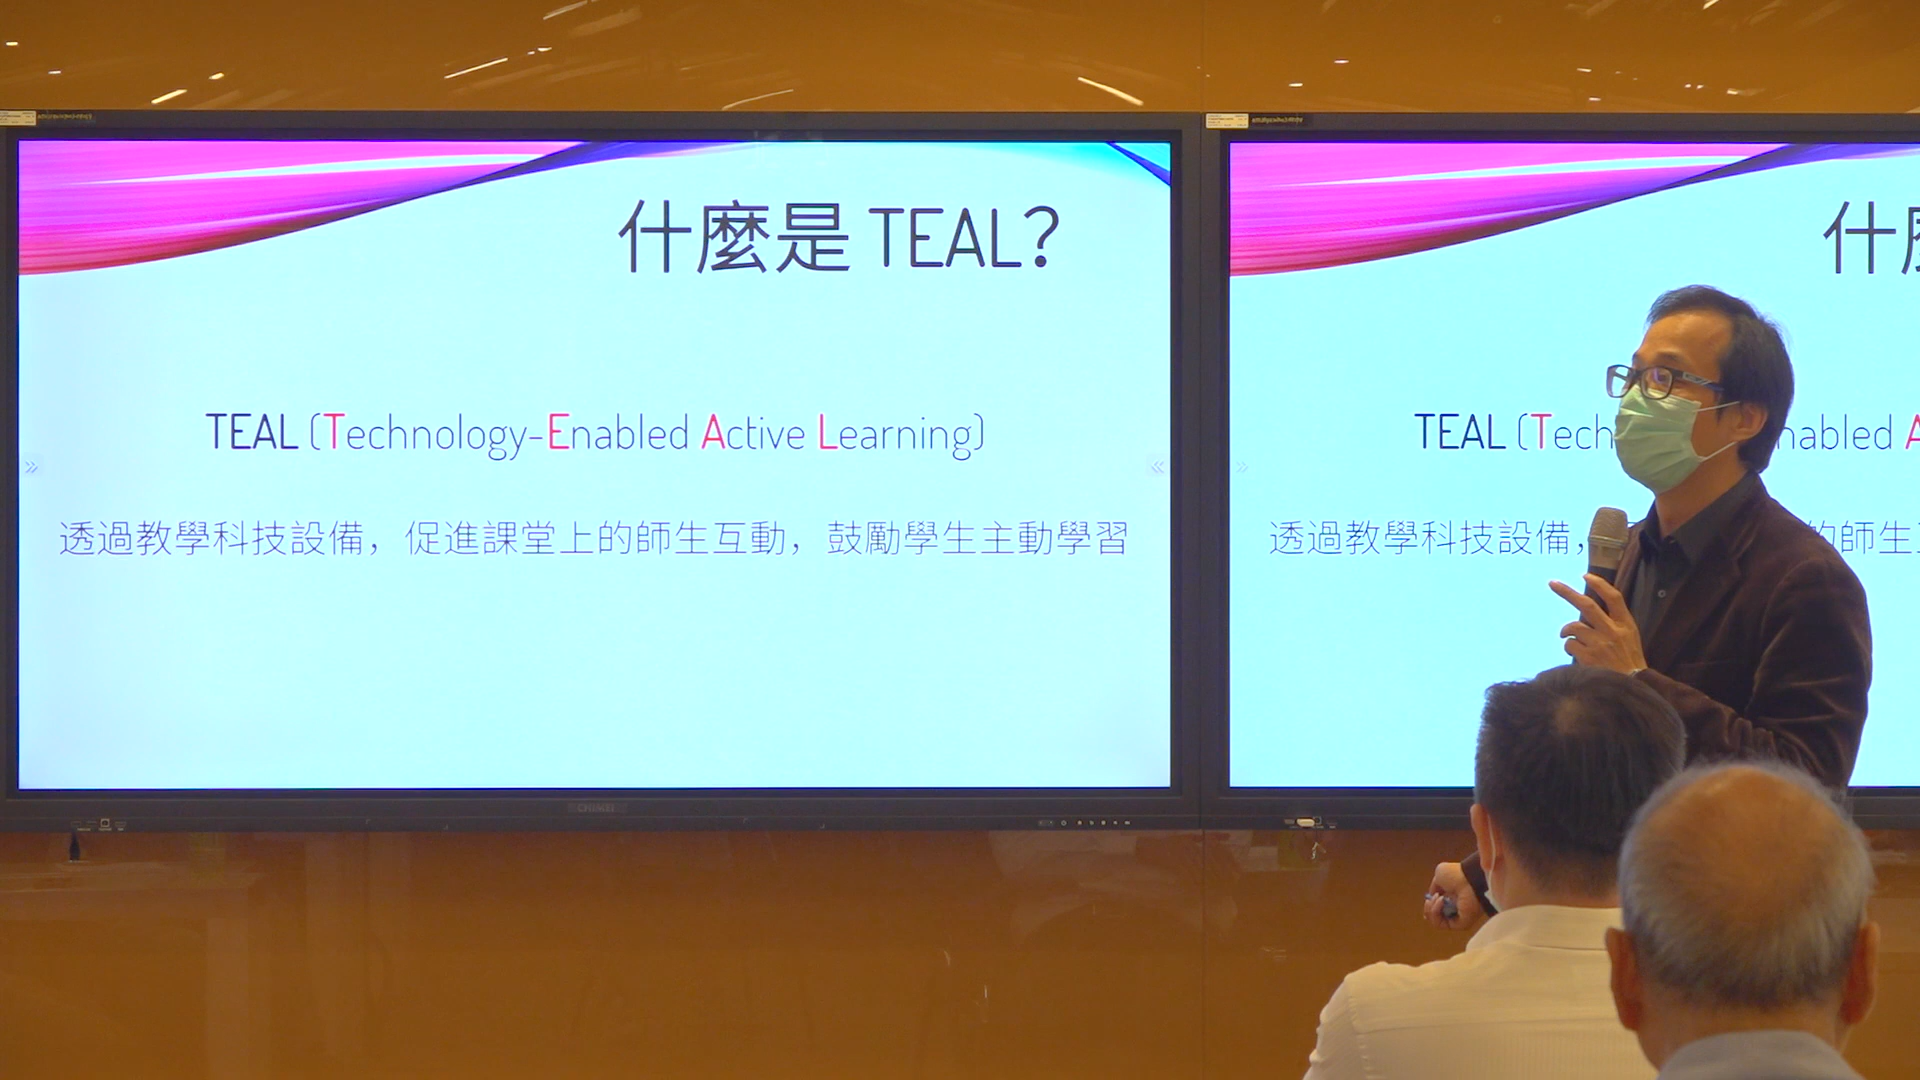 什麼是 TEAL?
TEAL (Technology-Enabled Active Learning)
透過教學科技設備，促進課堂上的師生互動，鼓勵學生主動學習
什
TEAL (Tech nabled A
透過教學科技設備， 的師生